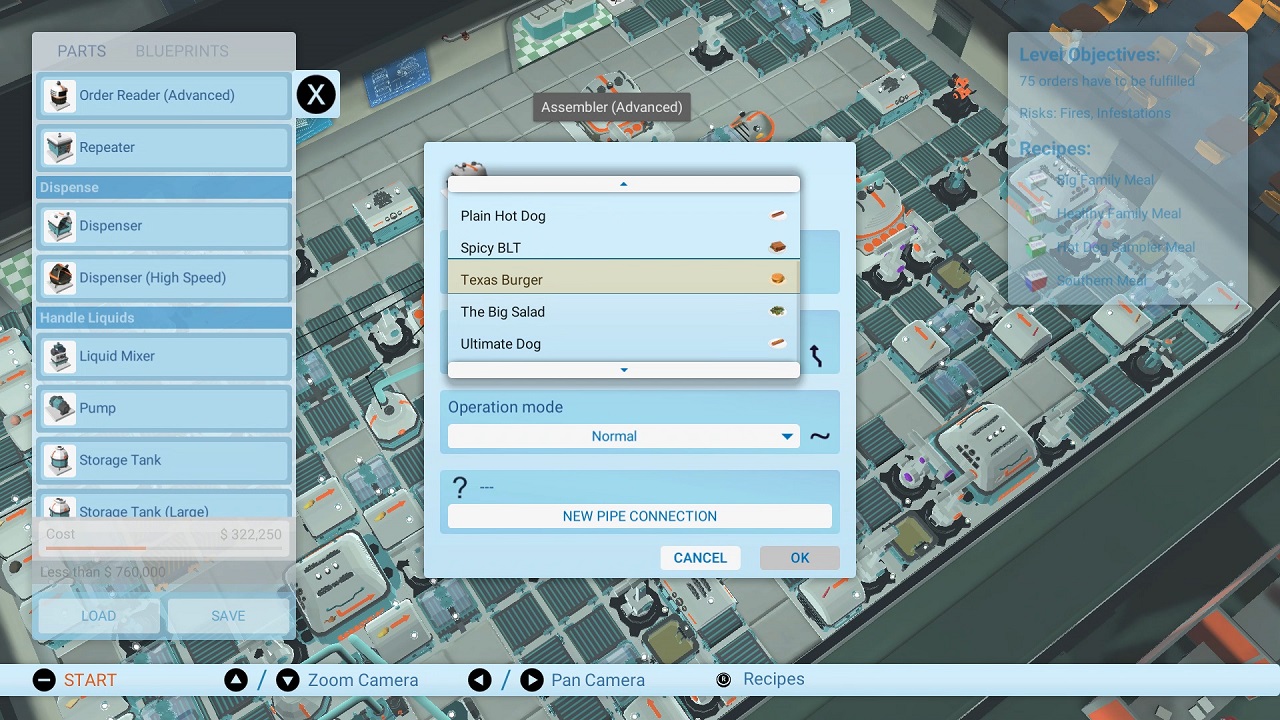 PARTS BLUEPRINTS
Order Reader (Advanced)
X
Repeater
Dispense
Dispenser
Dispenser (High Speed)
Handle Liquids
Liquid Mixer
Pump
Storage Tank
Storage Tank (Large)
Cost $ 322,250
Less than $ 760,000
LOAD SAVE
Assembler (Advanced)
Plain Hot Dog
Spicy BLT
Texas Burger
The Big Salad
Ultimate Dog
Operation mode
Normal
? ---
NEW PIPE CONNECTION
CANCEL OK
Level Objectives:
75 orders have to be fulfilled
Risks: Fires, Infestations
Recipes:
Big Family Meal
Healthy Family Meal
Hot Dog Sampler Meal
Southern Meal
START / Zoom Camera / Pan Camera R Recipes